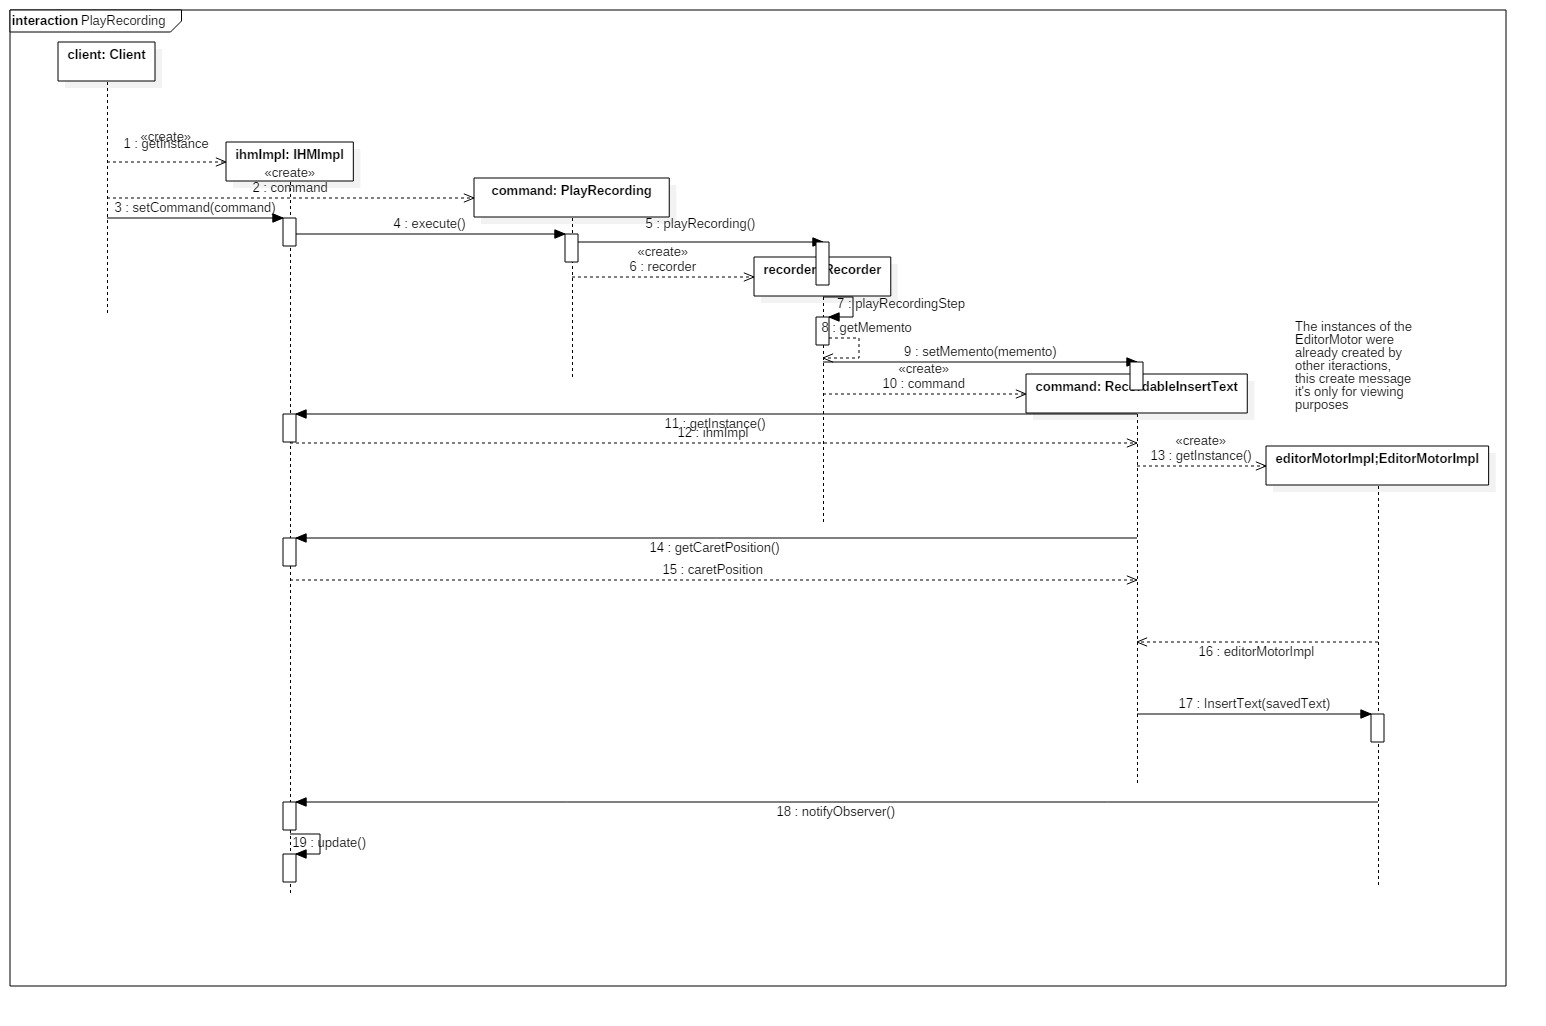 interaction PlayRecording
client: Client
«create»
1 : getInstance
ihmImpl: IHMImpl
«create»
2 : command
command: PlayRecording
3 : setCommand(command)
4 : execute()
5 : playRecording()
«create»
6 : recorder
recorder: Recorder
7 : playRecordingStep
8 : getMemento
The instances of the
EditorMotor were
already created by
other iteractions,
this create message
it's only for viewing
purposes
9 : setMemento(memento)
«create»
10 : command
command: RecordableInsertText
11 : getInstance()
12 : ihmImpl
«create»
13 : getInstance()
editorMotorImpl;EditorMotorImpl
14 : getCaretPosition()
15 : caretPosition
16 : editorMotorImpl
17 : InsertText(savedText)
18 : notifyObserver()
19 : update()